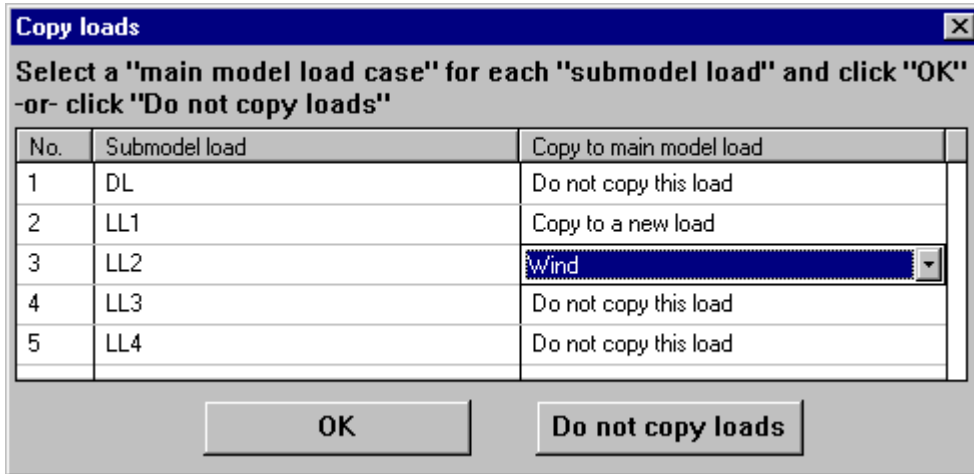 Copy loads
Select a "main model load case" for each "submodel load" and click "OK"
-or- click "Do not copy loads"
No. Submodel load Copy to main model load
1 DL Do not copy this load
2 LL1 Copy to a new load
3 LL2 Wind
4 LL3 Do not copy this load
5 LL4 Do not copy this load
OK Do not copy loads